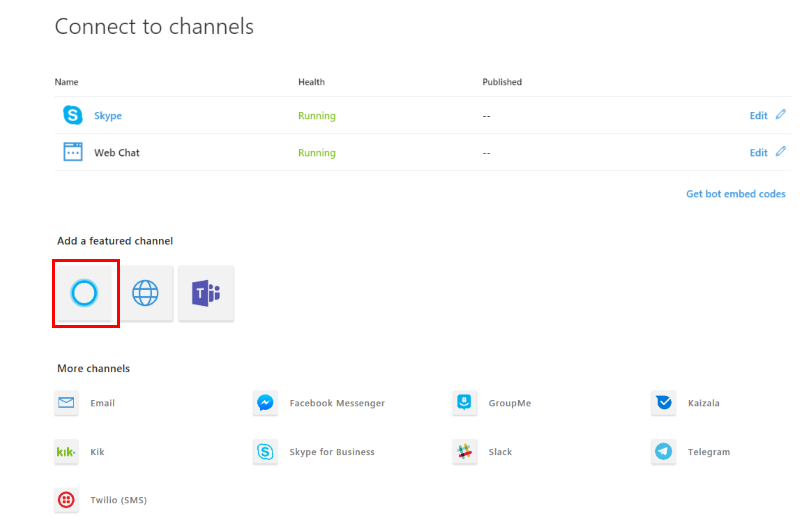 Connect to channels
Name Health Published
Skype Running -- Edit
Web Chat Running -- Edit
Get bot embed codes
Add a featured channel
T
More channels
Email Facebook Messenger GroupMe Kaizala
kik. Kik Skype for Business Slack Telegram
Twilio (SMS)